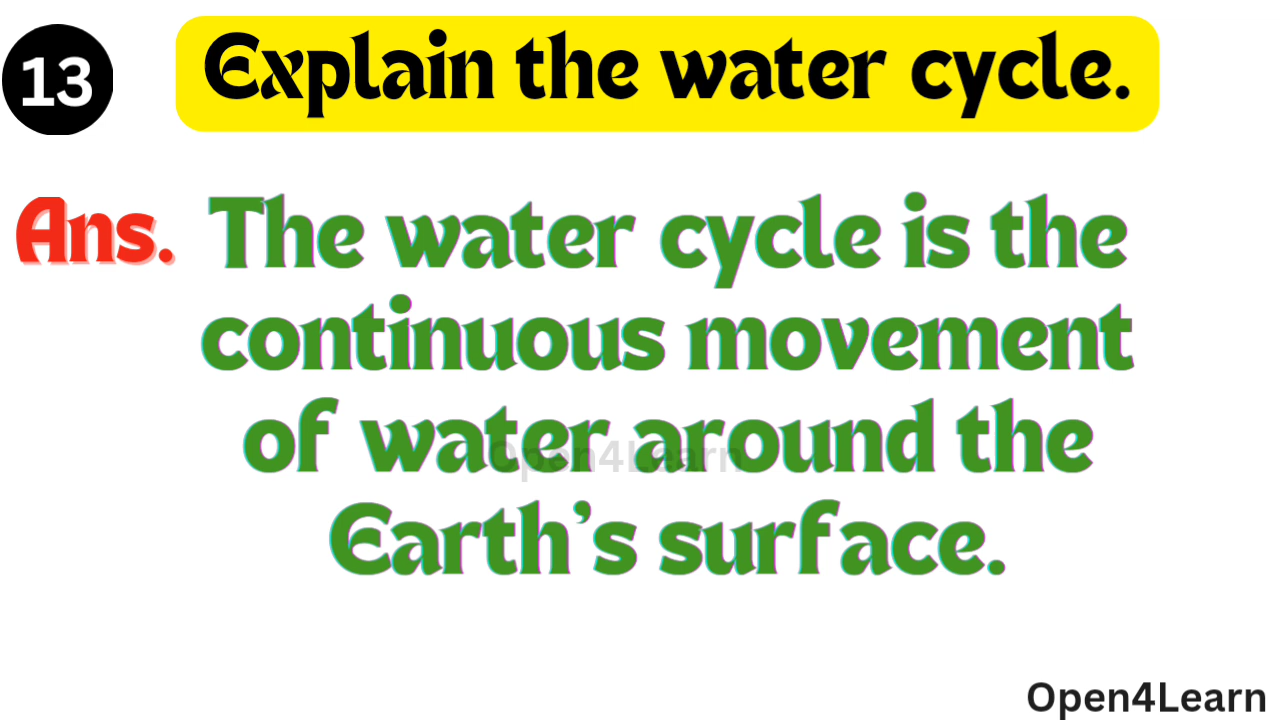 13
Explain the water cycle.
Ans.
The water cycle is the
continuous movement
of water around the
Open4Learn
Earth's surface.
Open4Learn